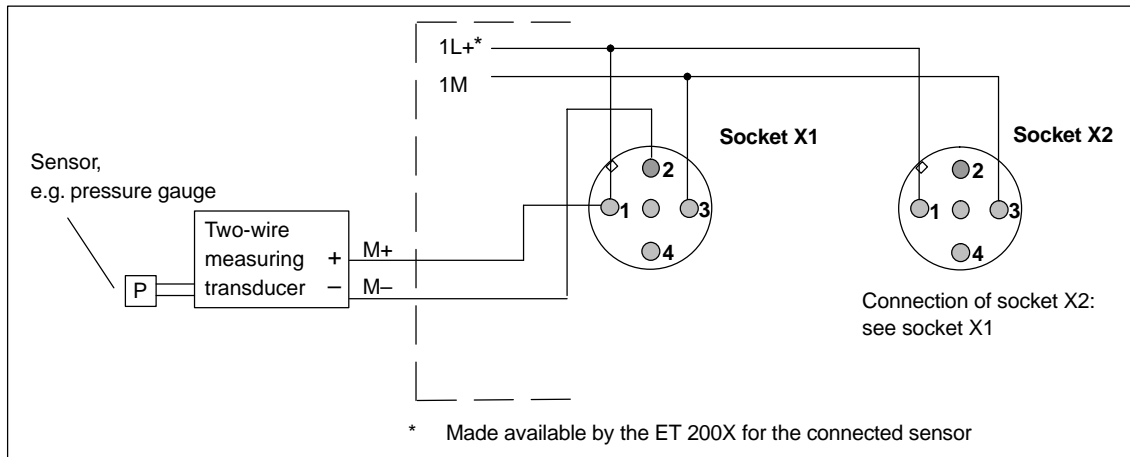 1L+*
1M
Socket X1
Socket X2
Sensor,
e.g. pressure gauge
2
1
3
4
2
1
3
4
Two-wire
measuring
transducer
+
–
M+
M–
P
Connection of socket X2:
see socket X1
* Made available by the ET 200X for the connected sensor